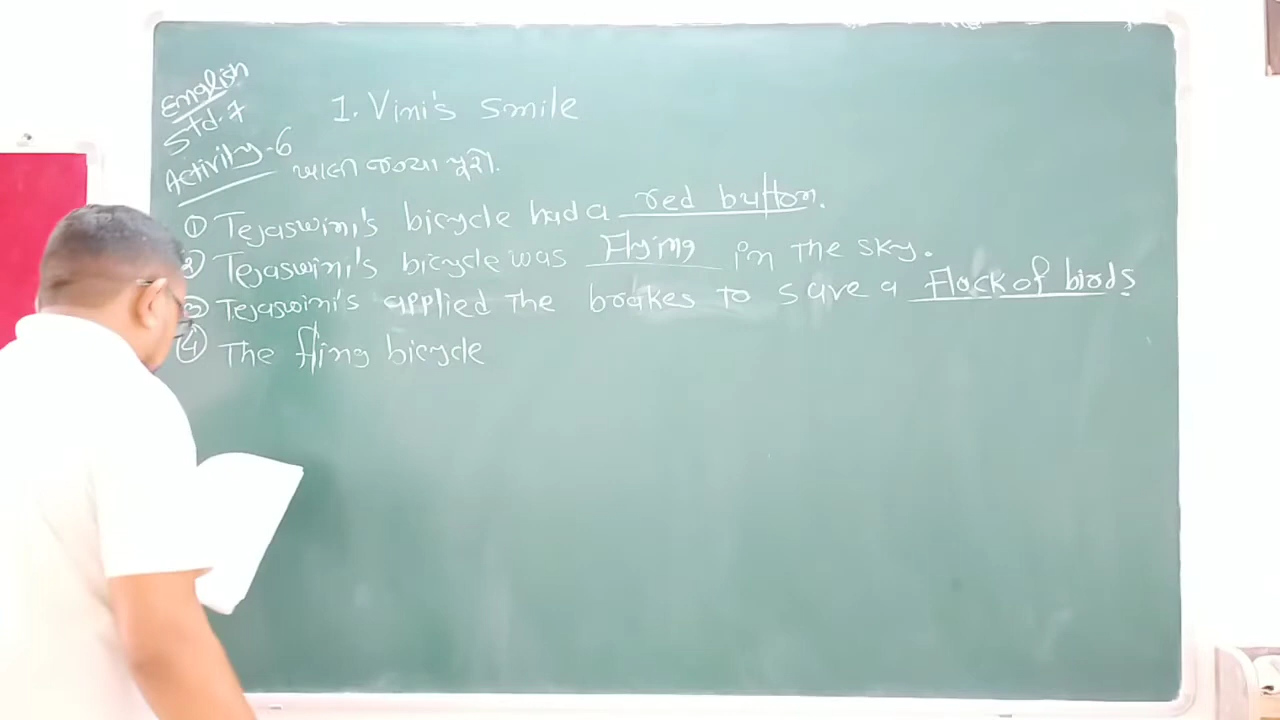 English
Std.7
1. Vini's smile
Activity-6
ખાલી જગ્યા પૂરો.
① Tejaswini's bicycle had a red button.
② Tejaswini's bicycle was Flying in the sky.
③ Tejaswini's applied the brakes to save a Flock of birds.
④ The fling bicycle